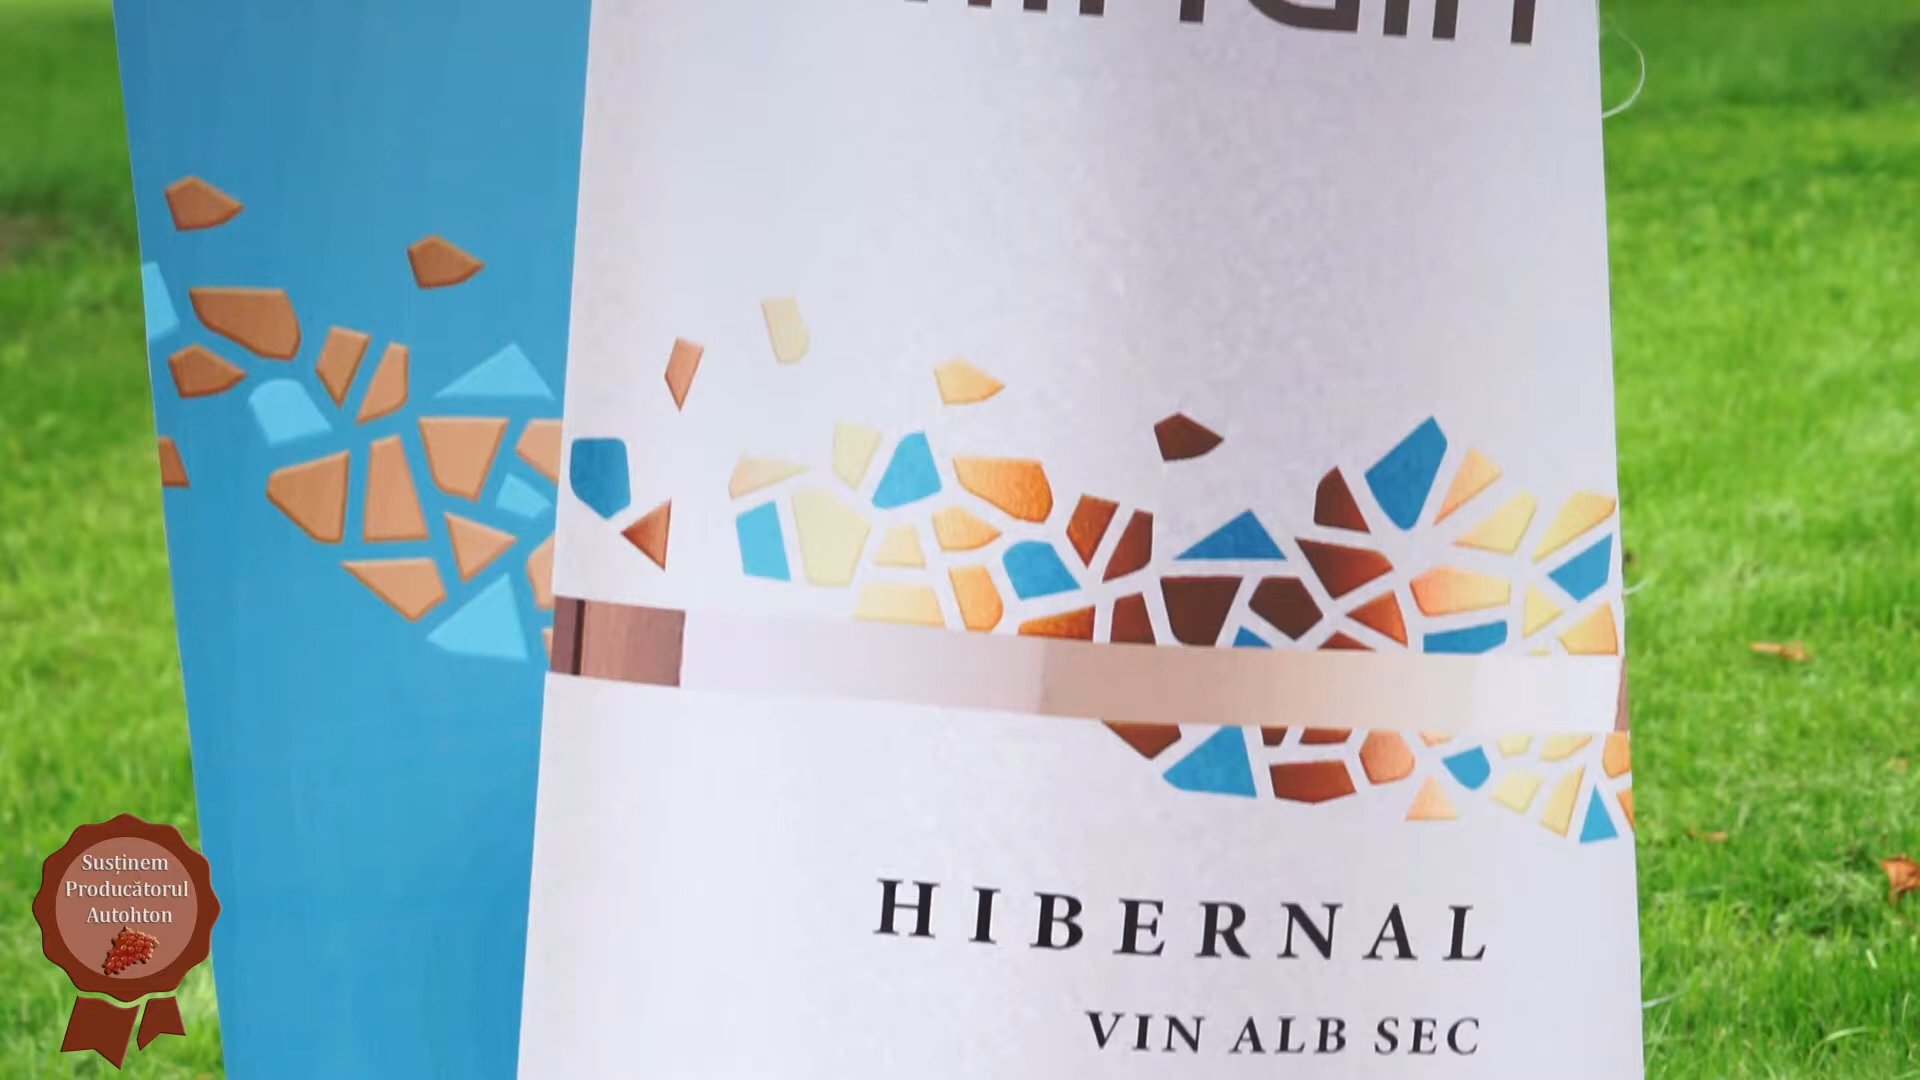 HIBERNAL
VIN ALB SEC
Susținem
Producătorul
Autohton